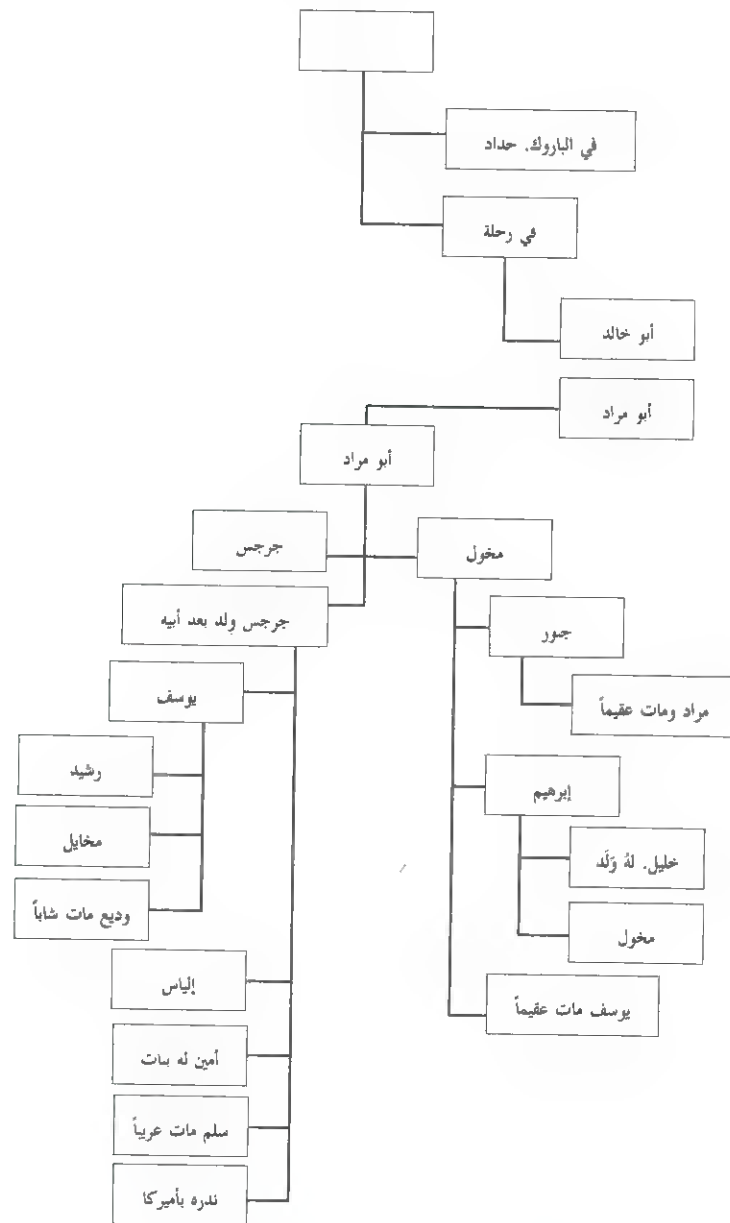 في الباروك. حداد
في رحلة
أبو خالد
أبو مراد
أبو مراد
مخول
جرجس
جرجس ولد بعد أبيه
جبور
يوسف
مراد ومات عقيماً
رشيد
إبرهيم
مخايل
خليل. لهُ وَلَد
وديع مات شاباً
مخول
إلياس
يوسف مات عقيماً
أمين له بنات
سلم مات عريباً
ندره بأميركا